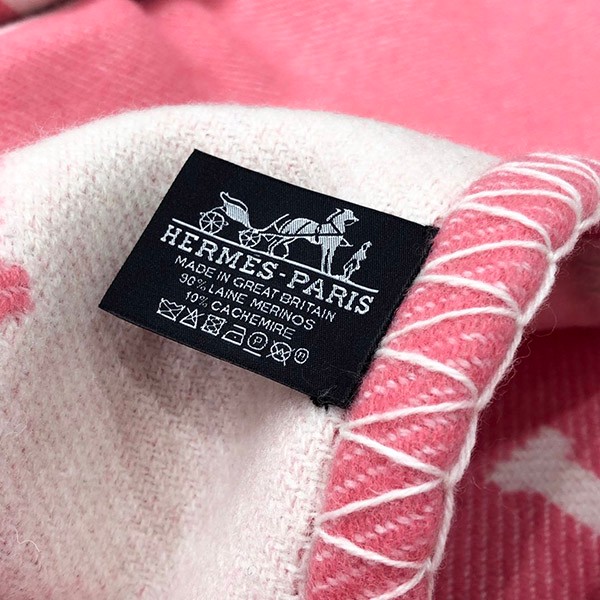 HERMES-PARIS
MADE IN GREAT BRITAIN
90% LAINE MERINOS
10% CACHEMIRE
P